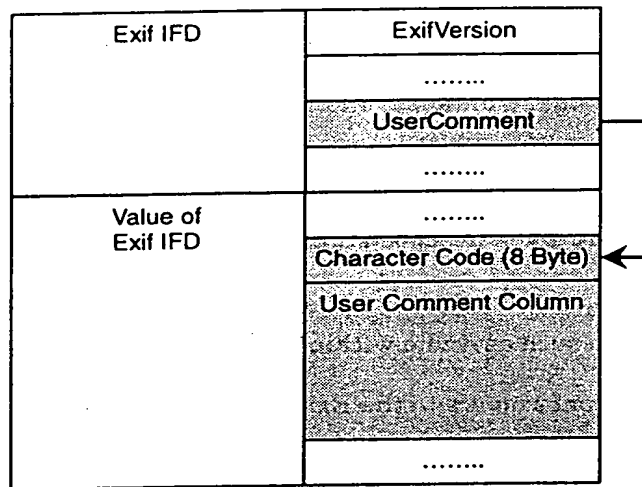 Exif IFD
ExifVersion
........
UserComment
........
Value of
Exif IFD
........
Character Code (8 Byte)
User Comment Column
........